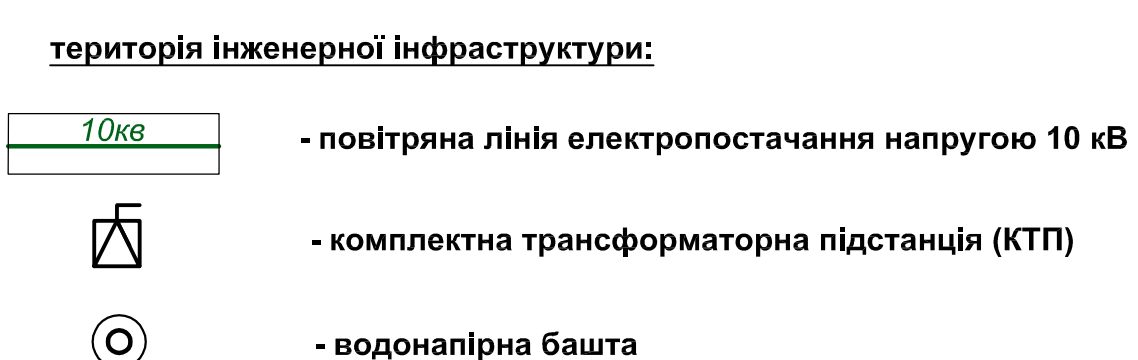 територія інженерної інфраструктури:
10кв - повітряна лінія електропостачання напругою 10 кВ
- комплектна трансформаторна підстанція (КТП)
- водонапірна башта